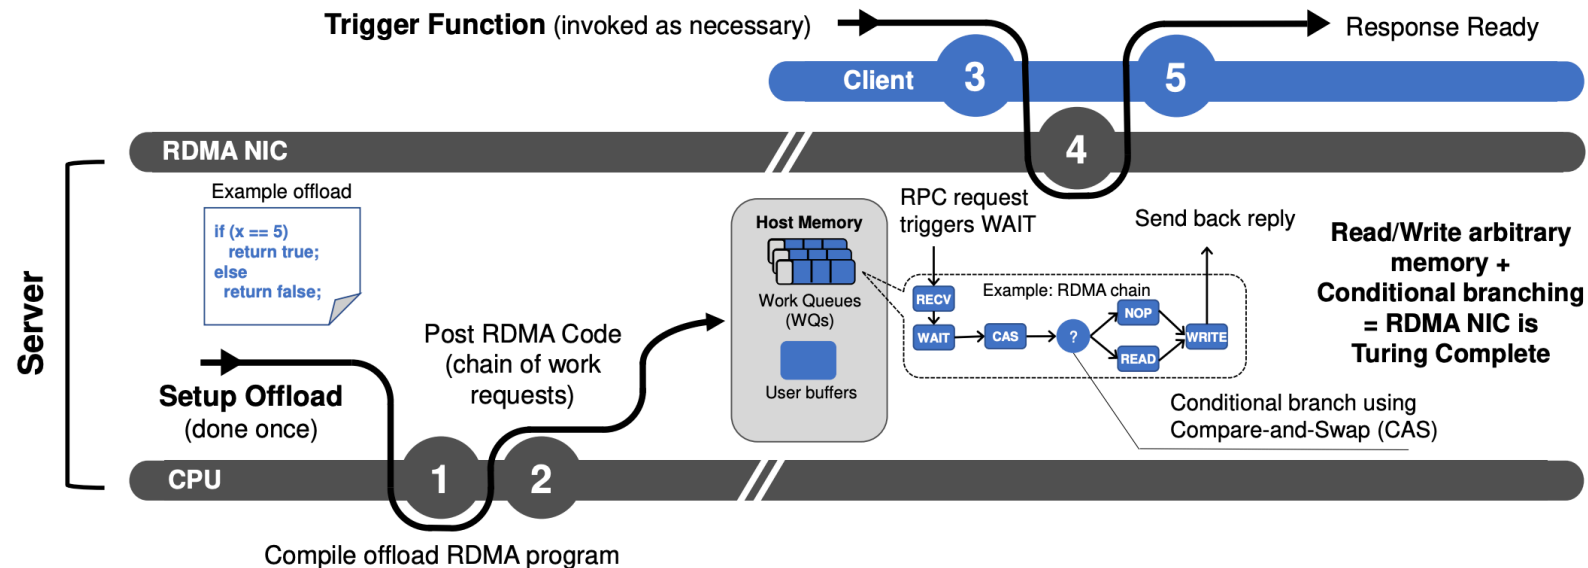 Trigger Function (invoked as necessary)
Response Ready
Client
3
5
RDMA NIC
4
Server
Example offload
if (x == 5)
return true;
else
return false;
Setup Offload
(done once)
Post RDMA Code
(chain of work
requests)
Host Memory
Work Queues
(WQs)
User buffers
RPC request
triggers WAIT
Send back reply
Example: RDMA chain
RECV
WAIT
CAS
?
NOP
READ
WRITE
Conditional branch using
Compare-and-Swap (CAS)
Read/Write arbitrary
memory +
Conditional branching
= RDMA NIC is
Turing Complete
CPU
1
2
Compile offload RDMA program